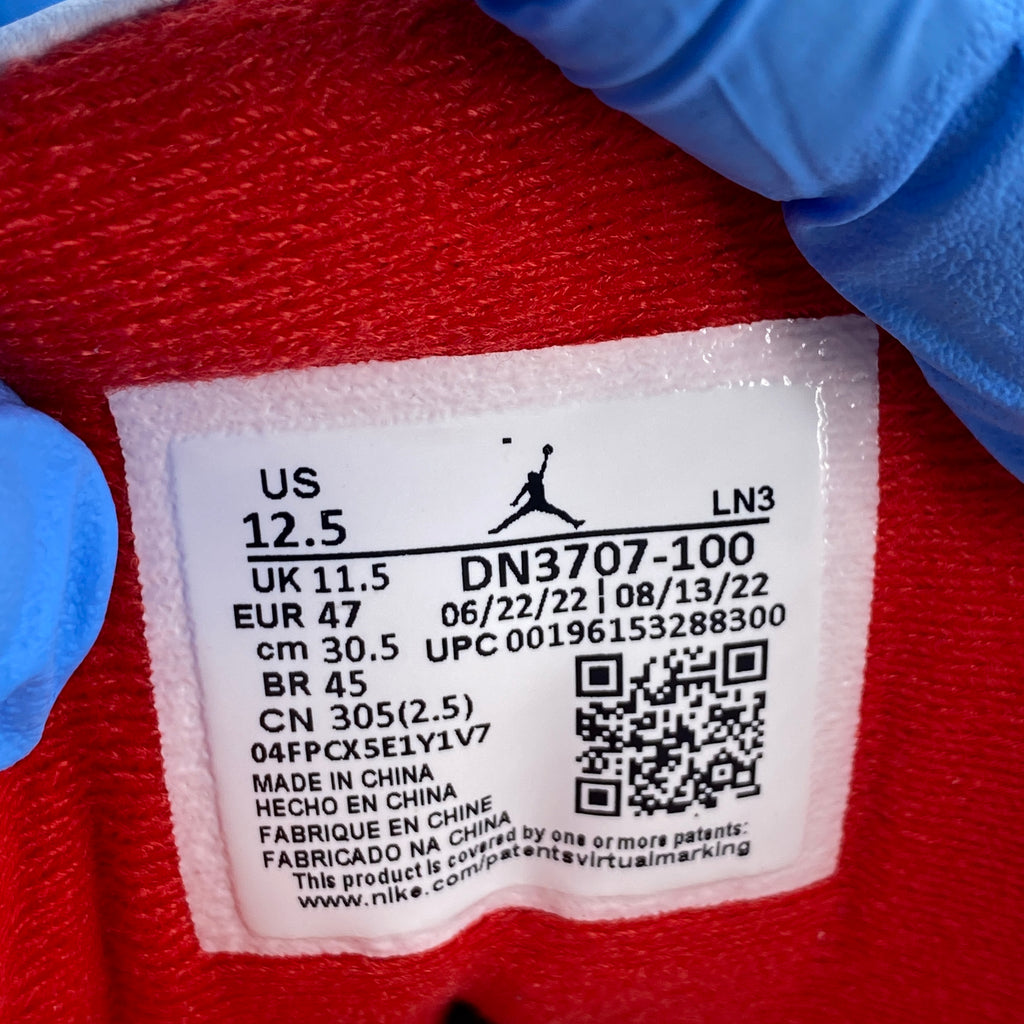 US
12.5
LN3
UK 11.5
DN3707-100
EUR 47
06/22/22 | 08/13/22
cm 30.5
UPC 00196153288300
BR 45
CN 305(2.5)
04FPCX5E1Y1V7
MADE IN CHINA
HECHO EN CHINA
FABRIQUE EN CHINE
FABRICADO NA CHINA
This product is covered by one or more patents:
www.nike.com/patentsvirtualmarking